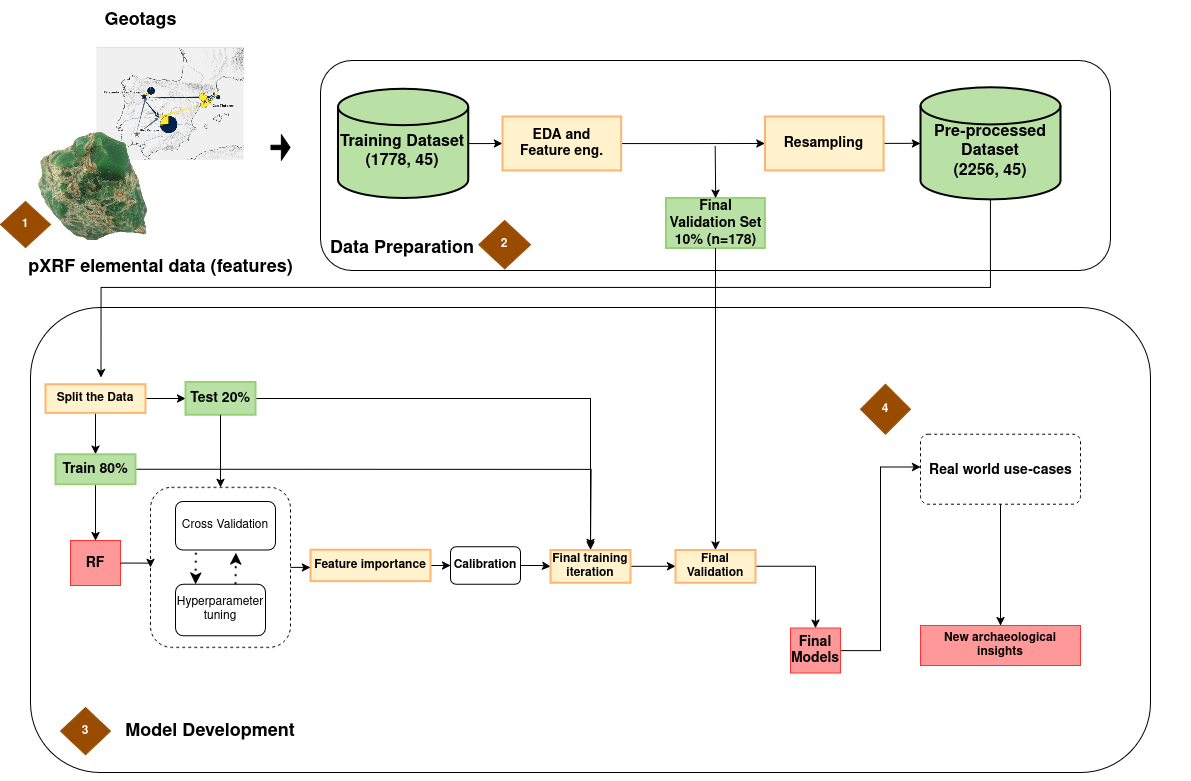 Geotags
1
pXRF elemental data (features)
Training Dataset
(1778, 45)
EDA and
Feature eng.
Resampling
Pre-processed
Dataset
(2256, 45)
Final
Validation Set
10% (n=178)
Data Preparation
2
Split the Data
Test 20%
Train 80%
RF
Cross Validation
Hyperparameter
tuning
Feature importance
Calibration
Final training
iteration
Final
Validation
Final
Models
4
Real world use-cases
New archaeological
insights
3
Model Development